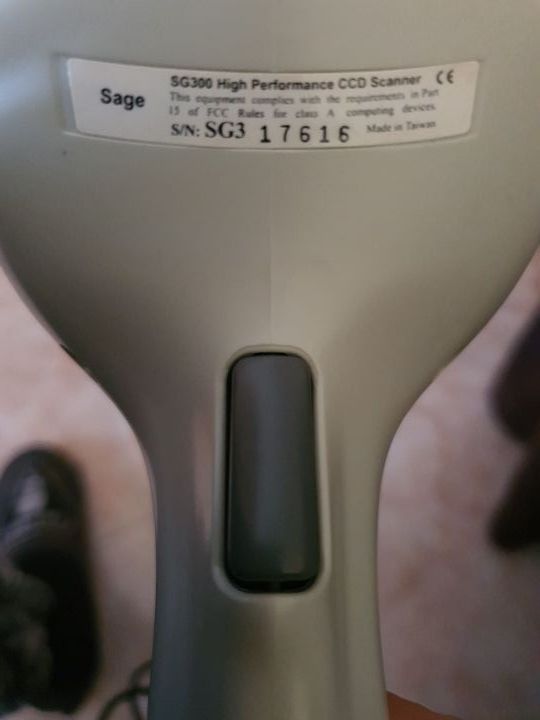 Sage
SG300 High Performance CCD Scanner CE
This equipment complies with the requirements in Part
15 of FCC Rules for class A computing devices.
S/N: SG3 17616 Made in Taiwan